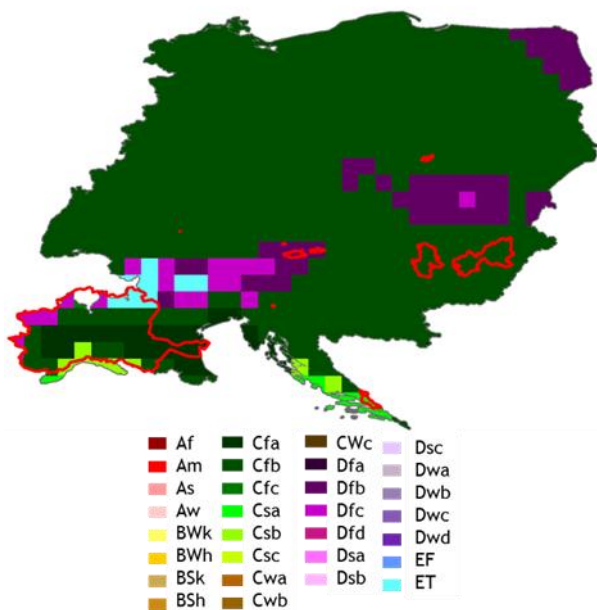 Af
Am
As
Aw
BWk
BWh
BSk
BSh
Cfa
Cfb
Cfc
Csa
Csb
Csc
Cwa
Cwb
CWc
Dfa
Dfb
Dfc
Dfd
Dsa
Dsb
Dsc
Dwa
Dwb
Dwc
Dwd
EF
ET